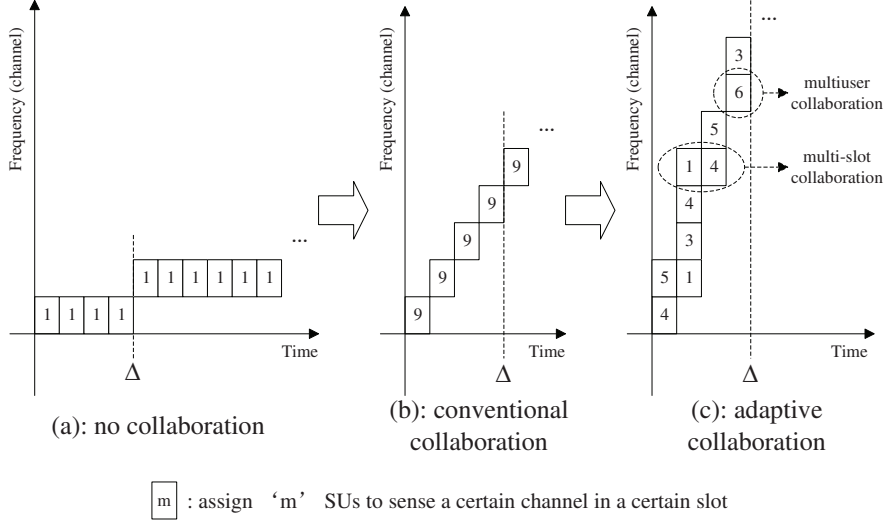 Frequency (channel)
...
1 1 1 1 1 1
1 1 1 1
Time
Δ
(a): no collaboration
Frequency (channel)
...
9
9
9
9
9
Time
Δ
(b): conventional
collaboration
Frequency (channel)
...
3
6
multiuser
collaboration
5
1 4
multi-slot
collaboration
4
3
5 1
4
Time
Δ
(c): adaptive
collaboration
m : assign ‘m’ SUs to sense a certain channel in a certain slot